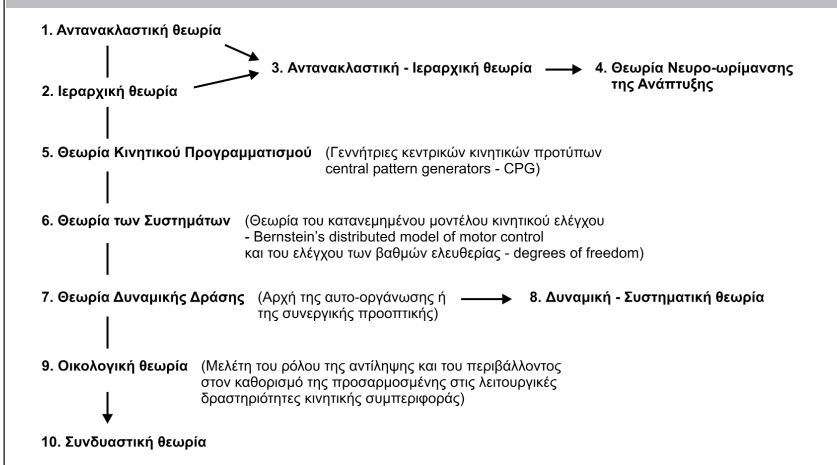 1. Αντανακλαστική θεωρία
2. Ιεραρχική θεωρία
3. Αντανακλαστική - Ιεραρχική θεωρία
4. Θεωρία Νευρο-ωρίμανσης
της Ανάπτυξης
5. Θεωρία Κινητικού Προγραμματισμού (Γεννήτριες κεντρικών κινητικών προτύπων
central pattern generators - CPG)
6. Θεωρία των Συστημάτων (Θεωρία του κατανεμημένου μοντέλου κινητικού ελέγχου
- Bernstein's distributed model of motor control
και του ελέγχου των βαθμών ελευθερίας - degrees of freedom)
7. Θεωρία Δυναμικής Δράσης (Αρχή της αυτο-οργάνωσης ή
της συνεργικής προοπτικής)
8. Δυναμική - Συστηματική θεωρία
9. Οικολογική θεωρία (Μελέτη του ρόλου της αντίληψης και του περιβάλλοντος
στον καθορισμό της προσαρμοσμένης στις λειτουργικές
δραστηριότητες κινητικής συμπεριφοράς)
10. Συνδυαστική θεωρία